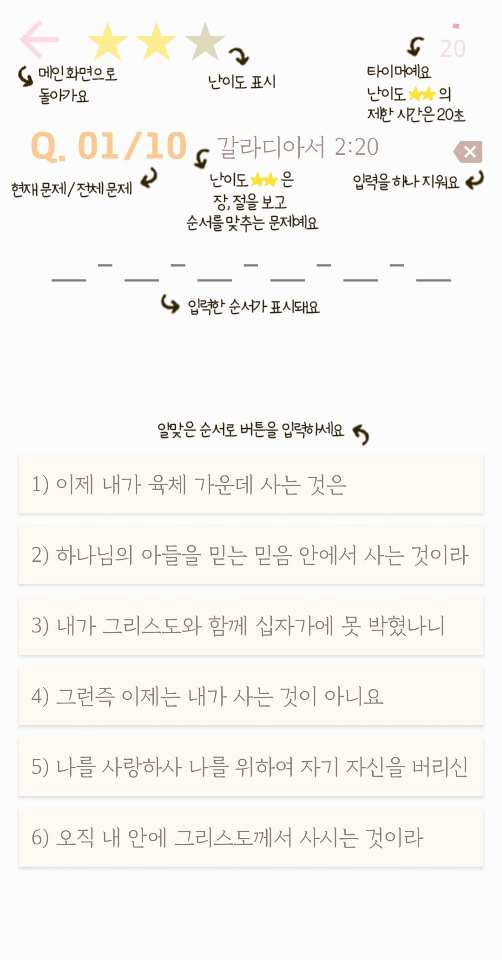 20
메인 화면으로
돌아가요
난이도 표시
타이머예요
난이도 의
제한 시간은 20초
Q. 01/10 갈라디아서 2:20
현재 문제/전체 문제
난이도 은
장, 절을 보고
순서를 맞추는 문제예요
입력을 하나 지워요
입력한 순서가 표시돼요
알맞은 순서로 버튼을 입력하세요
1) 이제 내가 육체 가운데 사는 것은
2) 하나님의 아들을 믿는 믿음 안에서 사는 것이라
3) 내가 그리스도와 함께 십자가에 못 박혔나니
4) 그런즉 이제는 내가 사는 것이 아니요
5) 나를 사랑하사 나를 위하여 자기 자신을 버리신
6) 오직 내 안에 그리스도께서 사시는 것이라